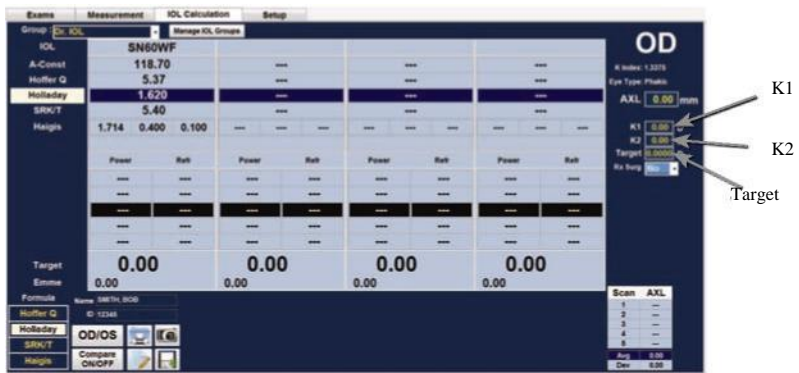 Exams Measurement IOL Calculation Setup
Group : Dr. IOL Manage IOL Groups
OD
IOL SN60WF
A-Const 118.70 --- --- ---
K Index: 1.3375
Hoffer Q 5.37 --- --- ---
Eye Type: Phakic
Holladay 1.620 --- --- ---
AXL 0.00 mm
SRK/T 5.40 --- --- ---
Haigis 1.714 0.400 0.100 --- --- --- --- --- --- --- --- ---
K1 0.00
K1
K2 0.00
K2
Power Refr Power Refr Power Refr Power Refr
Target 0.0000
Target
Rx Surg No
--- --- --- --- --- --- --- ---
--- --- --- --- --- --- --- ---
--- --- --- --- --- --- --- ---
--- --- --- --- --- --- --- ---
--- --- --- --- --- --- --- ---
Target 0.00 0.00 0.00 0.00
Emme 0.00 0.00 0.00 0.00
Formula
Name SMITH, BOB
Hoffer Q
ID 12345
Holladay
SRK/T
Haigis
OD/OS
Compare ON/OFF
Scan AXL
1 ---
2 ---
3 ---
4 ---
5 ---
Avg 0.00
Dev 0.00